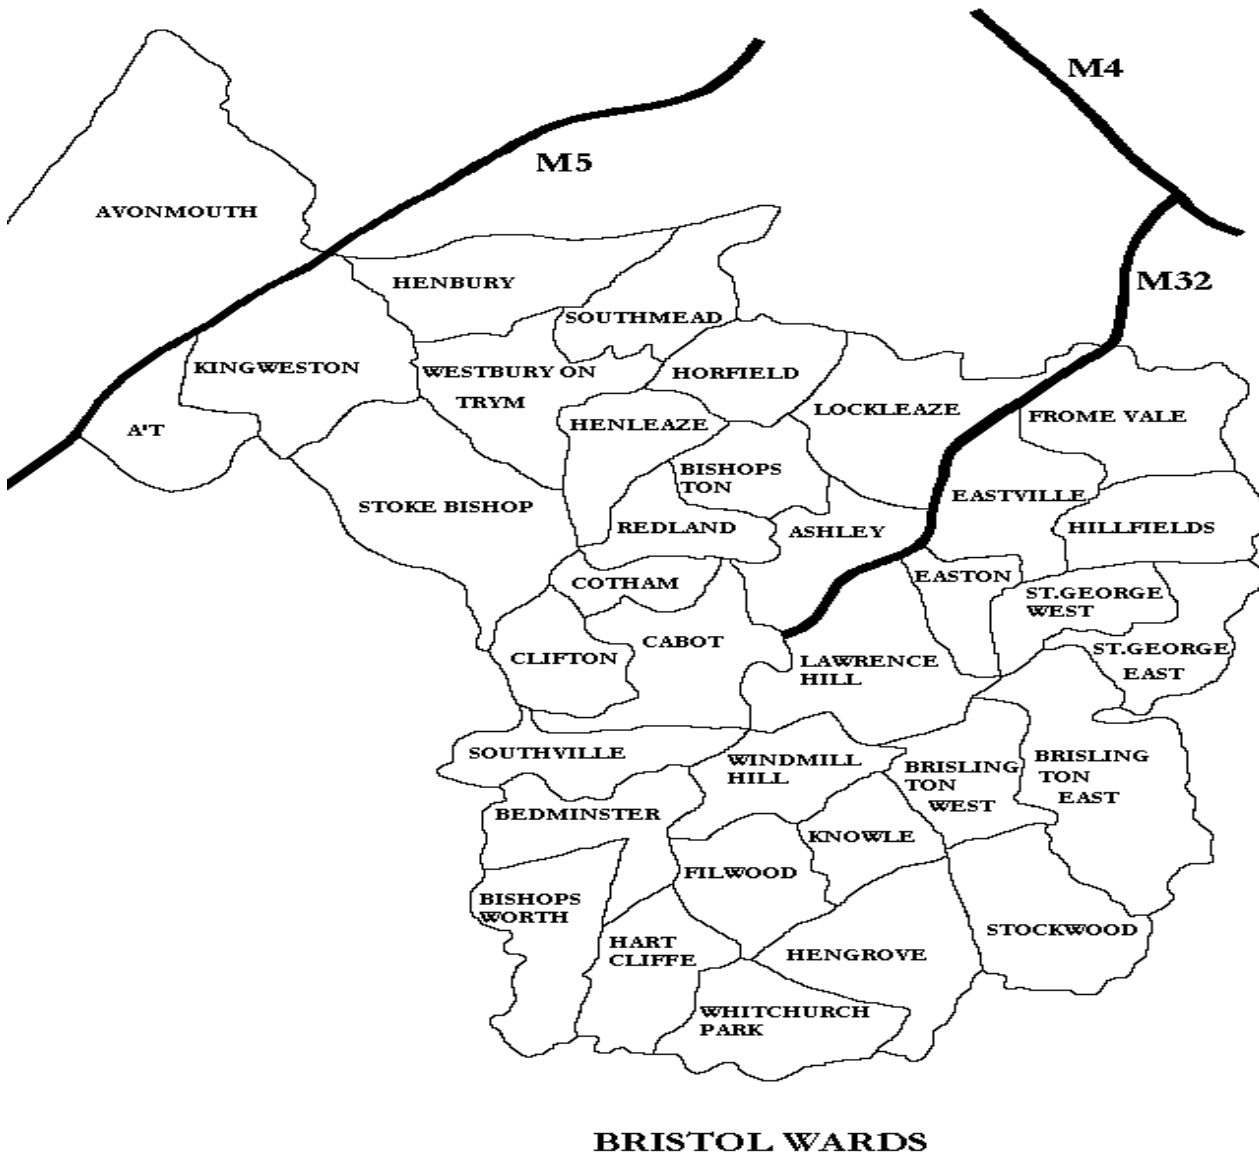 M4
M5
AVONMOUTH
M32
HENBURY
SOUTHMEAD
KINGWESTON
WESTBURY ON
TRYM
HORFIELD
LOCKLEAZE
FROME VALE
A'T
HENLEAZE
BISHOPS
TON
EASTVILLE
STOKE BISHOP
REDLAND
ASHLEY
HILLFIELDS
COTHAM
EASTON
ST.GEORGE
WEST
CABOT
CLIFTON
LAWRENCE
HILL
ST.GEORGE
EAST
SOUTHVILLE
WINDMILL
HILL
BRISLING
TON
WEST
BRISLING
TON
EAST
BEDMINSTER
KNOWLE
FILWOOD
BISHOPS
WORTH
HART
CLIFFE
HENGROVE
STOCKWOOD
WHITCHURCH
PARK
BRISTOL WARDS